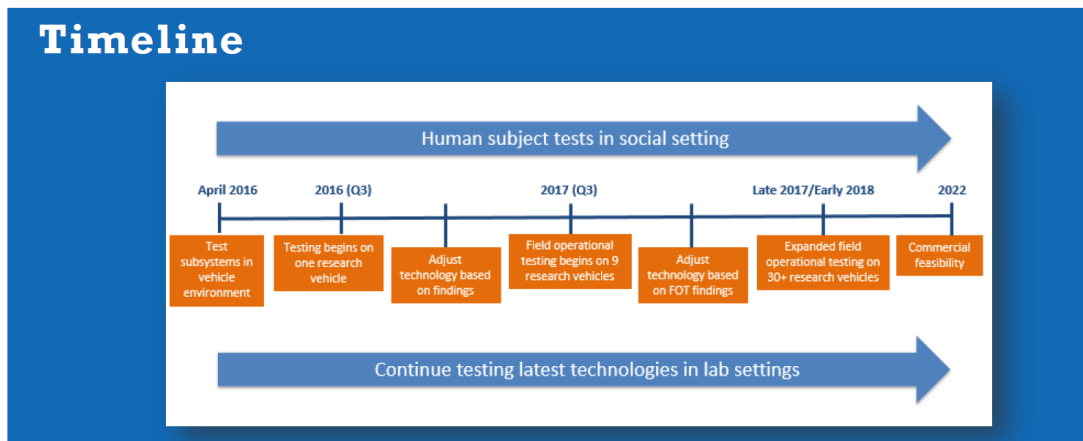 Timeline
Human subject tests in social setting
April 2016
2016 (Q3)
2017 (Q3)
Late 2017/Early 2018
2022
Test
subsystems in
vehicle
environment
Testing begins on
one research
vehicle
Adjust
technology based
on findings
Field operational
testing begins on 9
research vehicles
Adjust
technology based
on FOT findings
Expanded field
operational testing on
30+ research vehicles
Commercial
feasibility
Continue testing latest technologies in lab settings